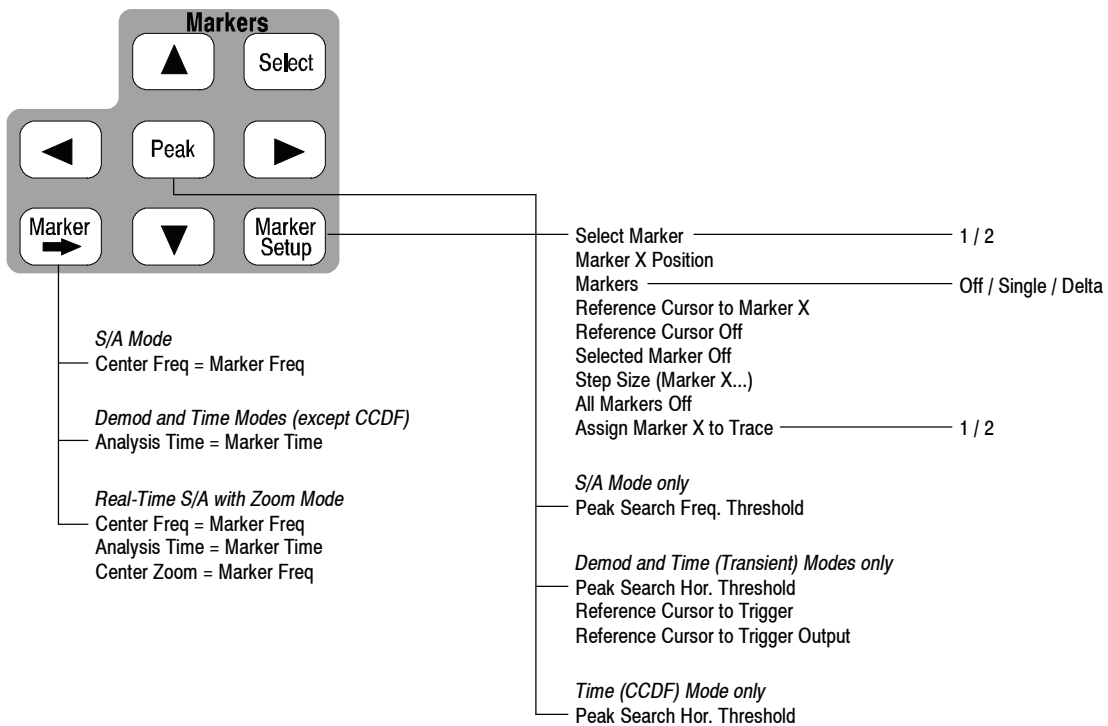 Markers
Select
Peak
Marker
Marker Setup
S/A Mode
Center Freq = Marker Freq
Demod and Time Modes (except CCDF)
Analysis Time = Marker Time
Real-Time S/A with Zoom Mode
Center Freq = Marker Freq
Analysis Time = Marker Time
Center Zoom = Marker Freq
Select Marker 1 / 2
Marker X Position
Markers Off / Single / Delta
Reference Cursor to Marker X
Reference Cursor Off
Selected Marker Off
Step Size (Marker X...)
All Markers Off
Assign Marker X to Trace 1 / 2
S/A Mode only
Peak Search Freq. Threshold
Demod and Time (Transient) Modes only
Peak Search Hor. Threshold
Reference Cursor to Trigger
Reference Cursor to Trigger Output
Time (CCDF) Mode only
Peak Search Hor. Threshold